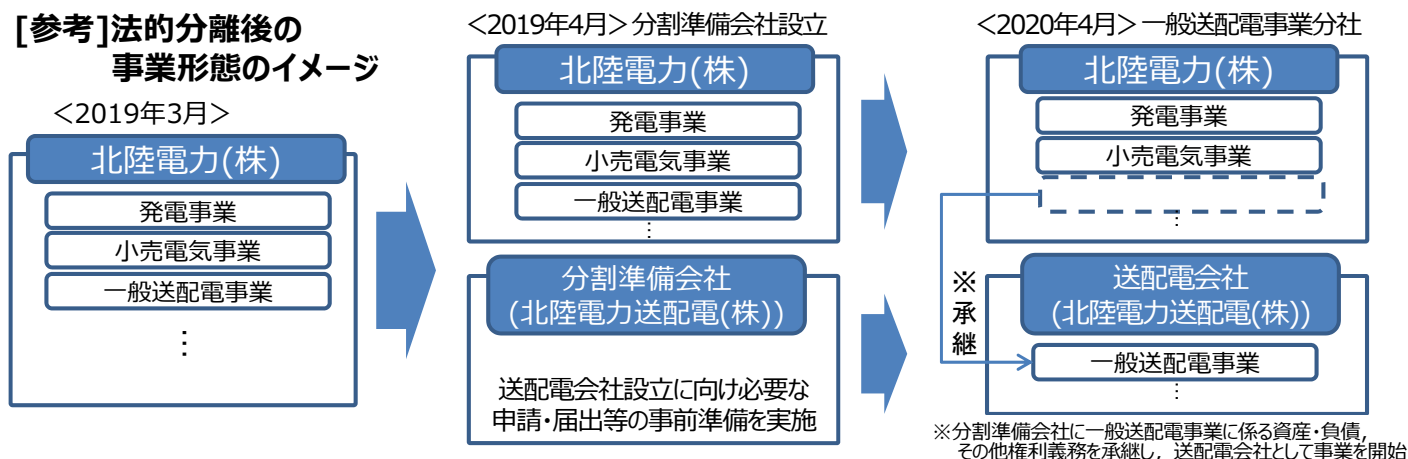 [参考]法的分離後の
事業形態のイメージ
<2019年3月>
北陸電力(株)
発電事業
小売電気事業
一般送配電事業
⋮
<2019年4月>分割準備会社設立
北陸電力(株)
発電事業
小売電気事業
一般送配電事業
⋮
分割準備会社
(北陸電力送配電(株))
送配電会社設立に向け必要な
申請・届出等の事前準備を実施
<2020年4月>一般送配電事業分社
北陸電力(株)
発電事業
小売電気事業
⋮
※承継
送配電会社
(北陸電力送配電(株))
一般送配電事業
⋮
※分割準備会社に一般送配電事業に係る資産・負債,
その他権利義務を承継し，送配電会社として事業を開始